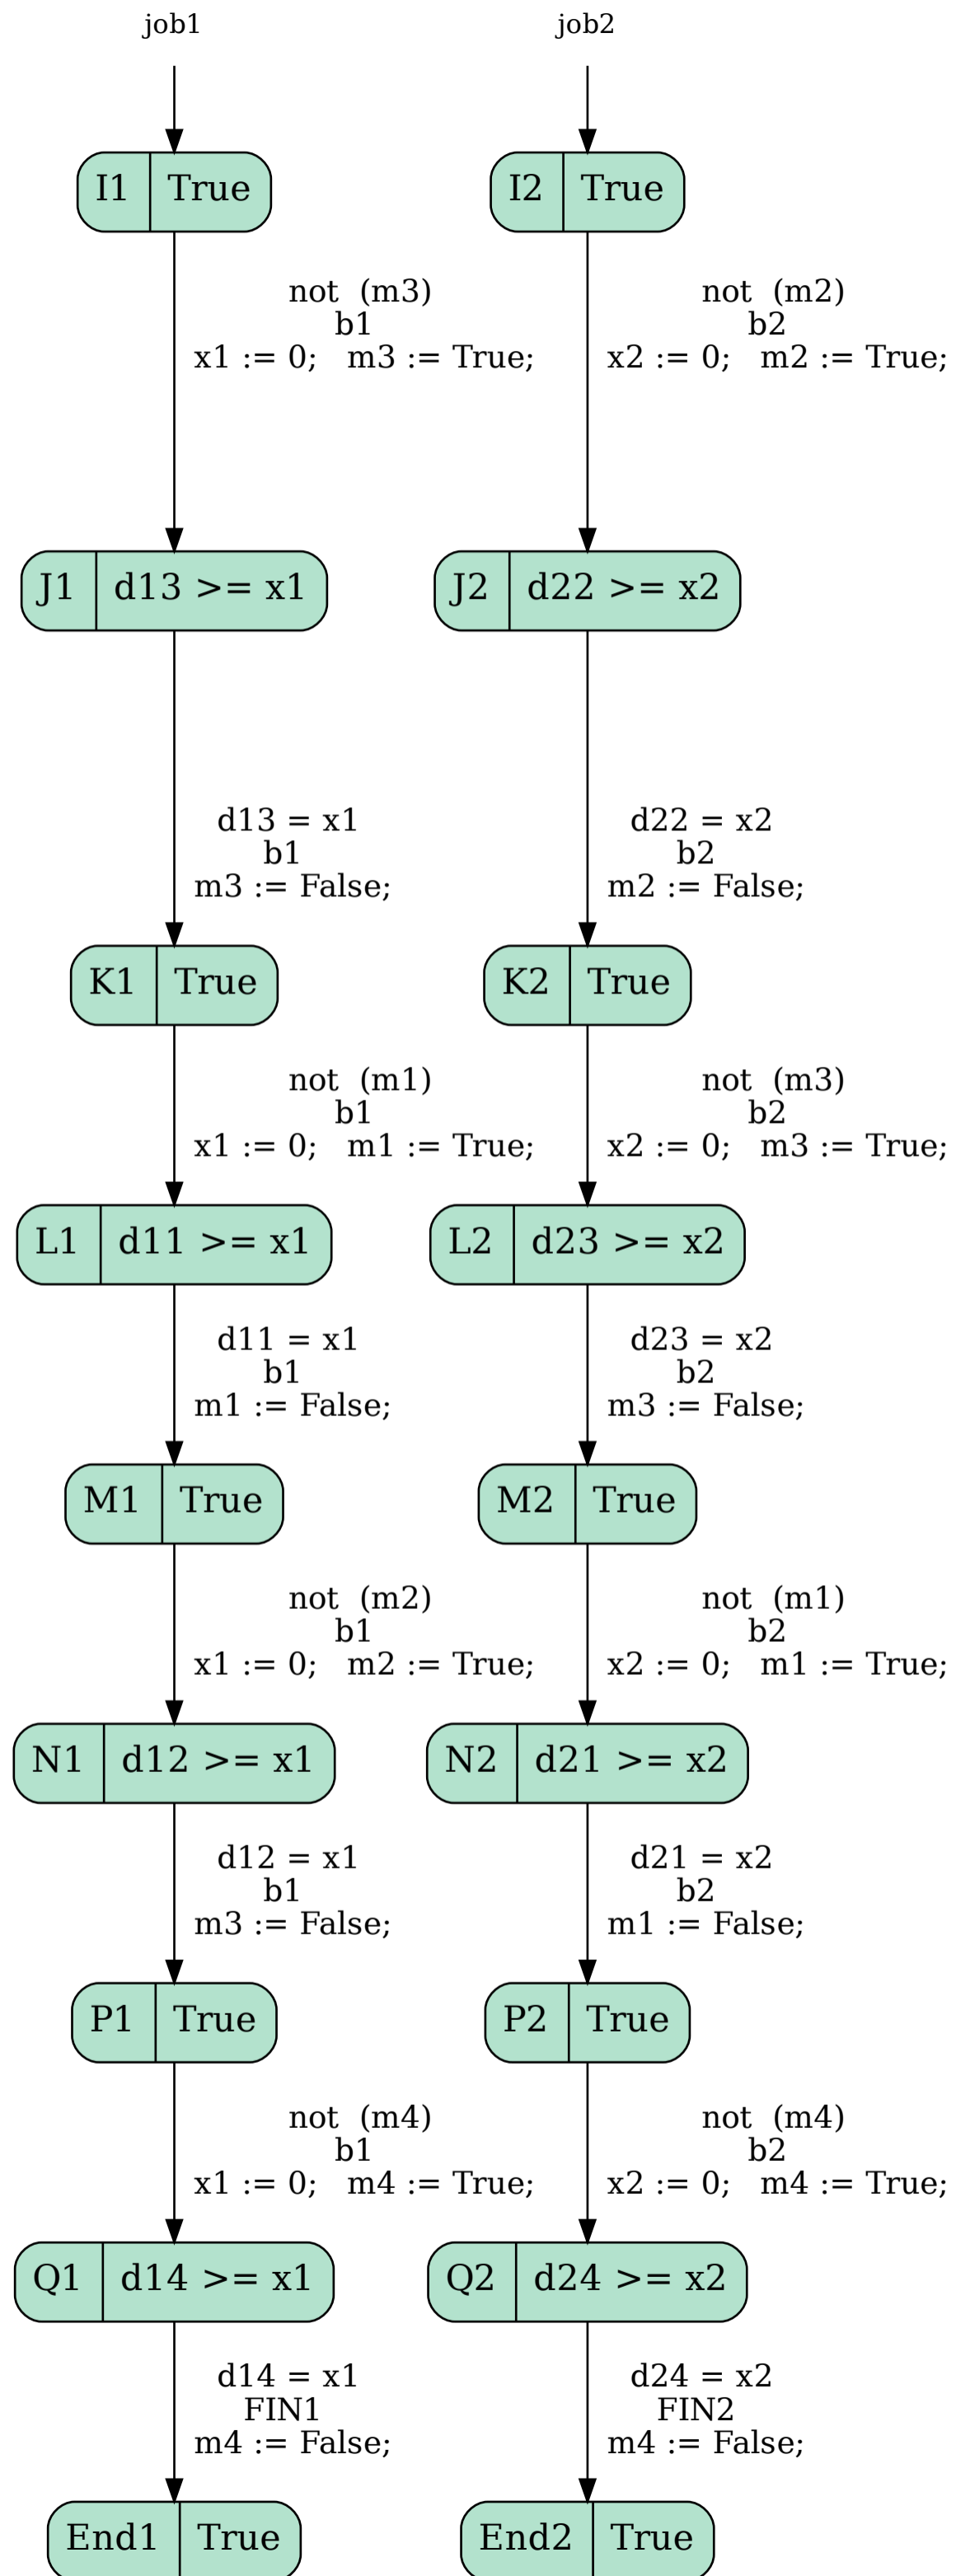 job1
job2
I1 True
I2 True
not (m3)
b1
x1 := 0; m3 := True;
not (m2)
b2
x2 := 0; m2 := True;
J1 d13 >= x1
J2 d22 >= x2
d13 = x1
b1
m3 := False;
d22 = x2
b2
m2 := False;
K1 True
K2 True
not (m1)
b1
x1 := 0; m1 := True;
not (m3)
b2
x2 := 0; m3 := True;
L1 d11 >= x1
L2 d23 >= x2
d11 = x1
b1
m1 := False;
d23 = x2
b2
m3 := False;
M1 True
M2 True
not (m2)
b1
x1 := 0; m2 := True;
not (m1)
b2
x2 := 0; m1 := True;
N1 d12 >= x1
N2 d21 >= x2
d12 = x1
b1
m3 := False;
d21 = x2
b2
m1 := False;
P1 True
P2 True
not (m4)
b1
x1 := 0; m4 := True;
not (m4)
b2
x2 := 0; m4 := True;
Q1 d14 >= x1
Q2 d24 >= x2
d14 = x1
FIN1
m4 := False;
d24 = x2
FIN2
m4 := False;
End1 True
End2 True